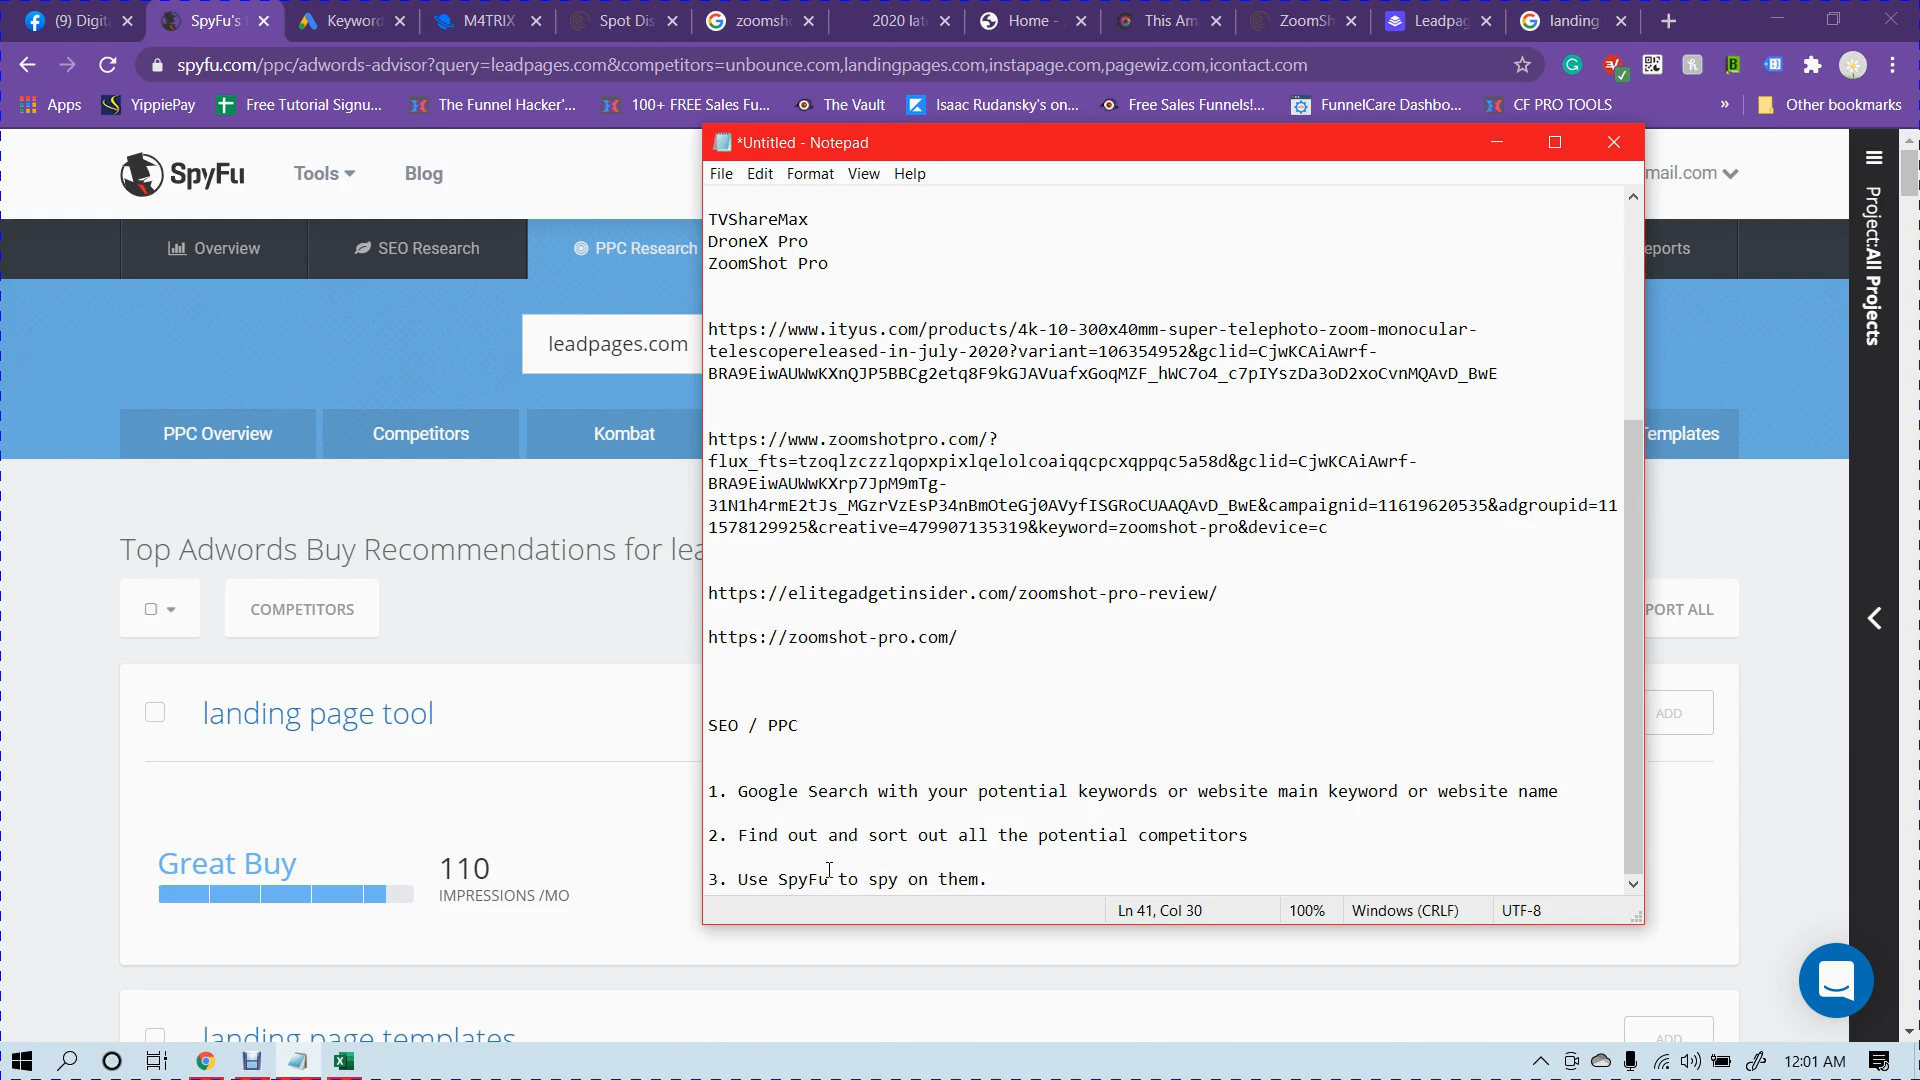 (9) Digita
SpyFu's
Keyword
M4TRIX
Spot Dis
zoomsho
2020 late
Home -
This Am
ZoomSh
Leadpag
landing
spyfu.com/ppc/adwords-advisor?query=leadpages.com&competitors=unbounce.com,landingpages.com,instapage.com,pagewiz.com,icontact.com
Apps
YippiePay
Free Tutorial Signu...
The Funnel Hacker'...
100+ FREE Sales Fu...
The Vault
Isaac Rudansky's on...
Free Sales Funnels!...
FunnelCare Dashbo...
CF PRO TOOLS
»
Other bookmarks
SpyFu
Tools
Blog
mail.com
Overview
SEO Research
PPC Research
eports
leadpages.com
PPC Overview
Competitors
Kombat
Templates
Top Adwords Buy Recommendations for lea
COMPETITORS
PORT ALL
landing page tool
ADD
Great Buy
110
IMPRESSIONS /MO
landing page templates
ADD
Project:All Projects
*Untitled - Notepad
File Edit Format View Help
TVShareMax
DroneX Pro
ZoomShot Pro
https://www.ityus.com/products/4k-10-300x40mm-super-telephoto-zoom-monocular-
telescopereleased-in-july-2020?variant=106354952&gclid=CjwKCAiAwrf-
BRA9EiwAUWwKXnQJP5BBCg2etq8F9kGJAVuafxGoqMZF_hWC7o4_c7pIYszDa3oD2xoCvnMQAvD_BwE
https://www.zoomshotpro.com/?
flux_fts=tzoqlzczzlqopxpixlqelolcoaiqqcpcxqppqc5a58d&gclid=CjwKCAiAwrf-
BRA9EiwAUWwKXrp7JpM9mTg-
31N1h4rmE2tJs_MGzrVzEsP34nBmOteGj0AVyfISGRoCUAAQAvD_BwE&campaignid=11619620535&adgroupid=11
1578129925&creative=479907135319&keyword=zoomshot-pro&device=c
https://elitegadgetinsider.com/zoomshot-pro-review/
https://zoomshot-pro.com/
SEO / PPC
1. Google Search with your potential keywords or website main keyword or website name
2. Find out and sort out all the potential competitors
3. Use SpyFu to spy on them.
Ln 41, Col 30
100%
Windows (CRLF)
UTF-8
12:01 AM